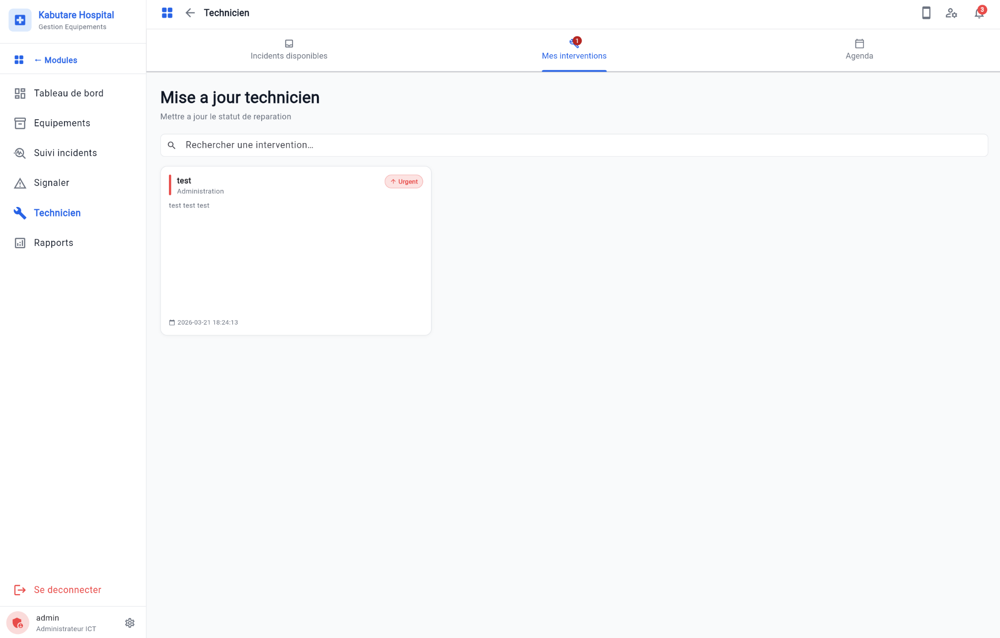 Kabutare Hospital
Gestion Equipements
← Modules
Tableau de bord
Equipements
Suivi incidents
Signaler
Technicien
Rapports
Se deconnecter
admin
Administrateur ICT
Technicien
3
Incidents disponibles
1
Mes interventions
Agenda
Mise a jour technicien
Mettre a jour le statut de reparation
Rechercher une intervention...
test
Administration
↑ Urgent
test test test
2026-03-21 18:24:13